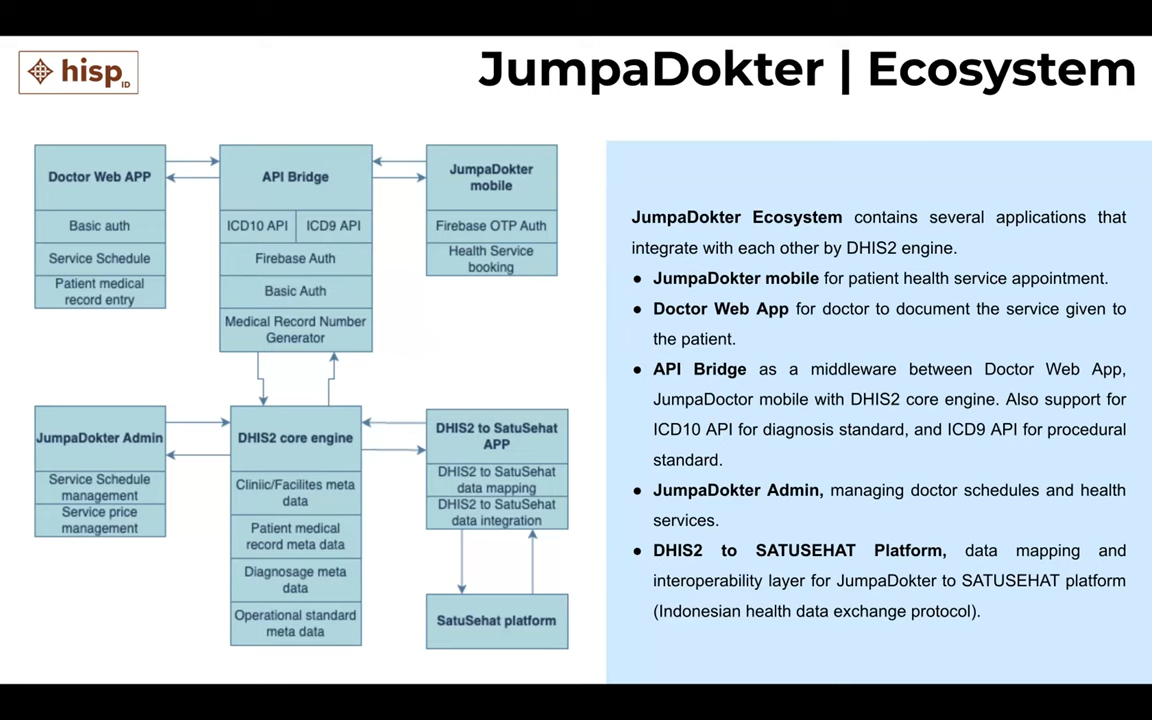 hisp ID
JumpaDokter | Ecosystem
Doctor Web APP
Basic auth
Service Schedule
Patient medical
record entry
API Bridge
ICD10 API
ICD9 API
Firebase Auth
Basic Auth
Medical Record Number
Generator
JumpaDokter
mobile
Firebase OTP Auth
Health Service
booking
JumpaDokter Admin
Service Schedule
management
Service price
management
DHIS2 core engine
Cliniic/Facilites meta
data
Patient medical
record meta data
Diagnosage meta
data
Operational standard
meta data
DHIS2 to SatuSehat
APP
DHIS2 to SatuSehat
data mapping
DHIS2 to SatuSehat
data integration
SatuSehat platform
JumpaDokter Ecosystem contains several applications that
integrate with each other by DHIS2 engine.
● JumpaDokter mobile for patient health service appointment.
● Doctor Web App for doctor to document the service given to
the patient.
● API Bridge as a middleware between Doctor Web App,
JumpaDoctor mobile with DHIS2 core engine. Also support for
ICD10 API for diagnosis standard, and ICD9 API for procedural
standard.
● JumpaDokter Admin, managing doctor schedules and health
services.
● DHIS2 to SATUSEHAT Platform, data mapping and
interoperability layer for JumpaDokter to SATUSEHAT platform
(Indonesian health data exchange protocol).